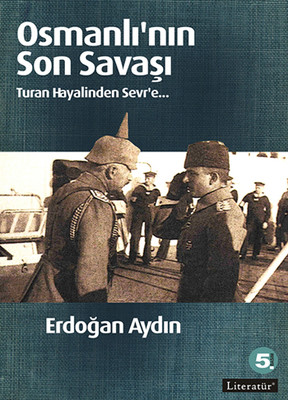 Osmanlı'nın
Son Savaşı
Turan Hayalinden Sevr'e...
Erdoğan Aydın
5.
Literatür